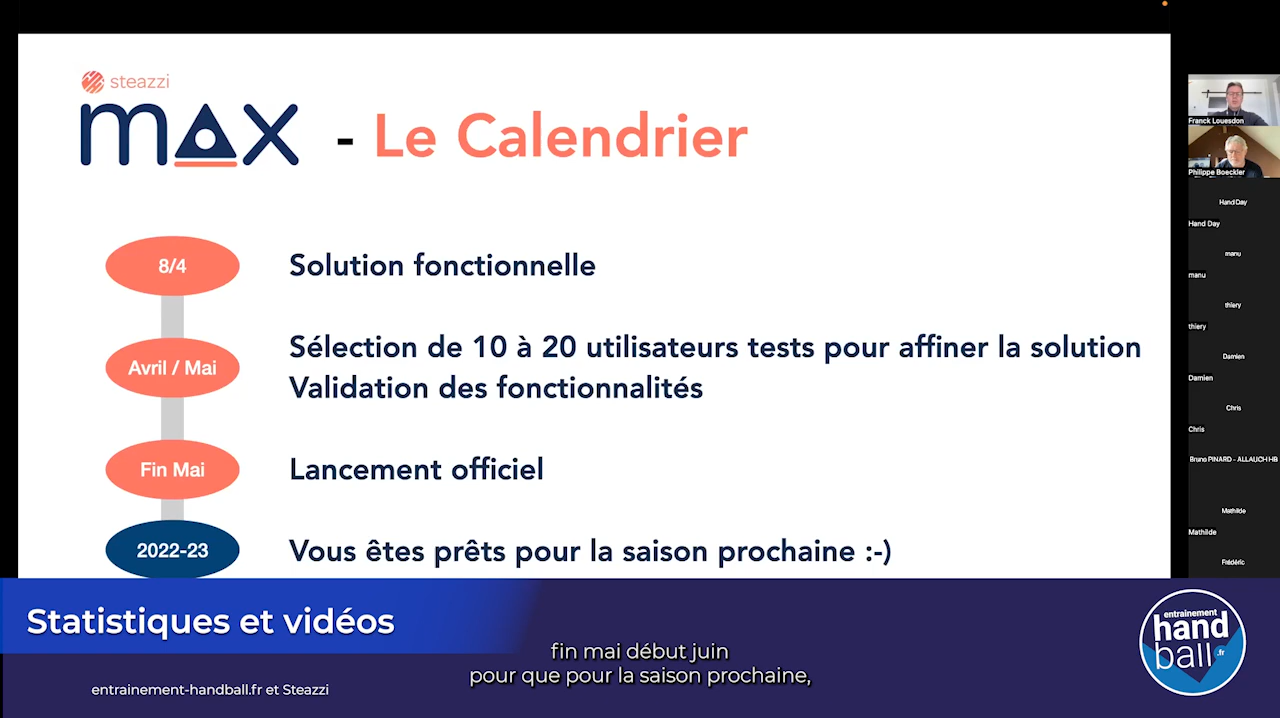 steazzi
max - Le Calendrier
8/4
Solution fonctionnelle
Avril / Mai
Sélection de 10 à 20 utilisateurs tests pour affiner la solution
Validation des fonctionnalités
Fin Mai
Lancement officiel
2022-23
Vous êtes prêts pour la saison prochaine :-)
Franck Louesdon
Philippe Boeckler
Hand Day
Hand Day
manu
manu
thiery
thiery
Damien
Damien
Chris
Chris
Bruno PINARD - ALLAUCH HB
Mathilde
Mathilde
Frédéric
Statistiques et vidéos
entrainement-handball.fr et Steazzi
fin mai début juin
pour que pour la saison prochaine,
entrainement
hand
ball.fr